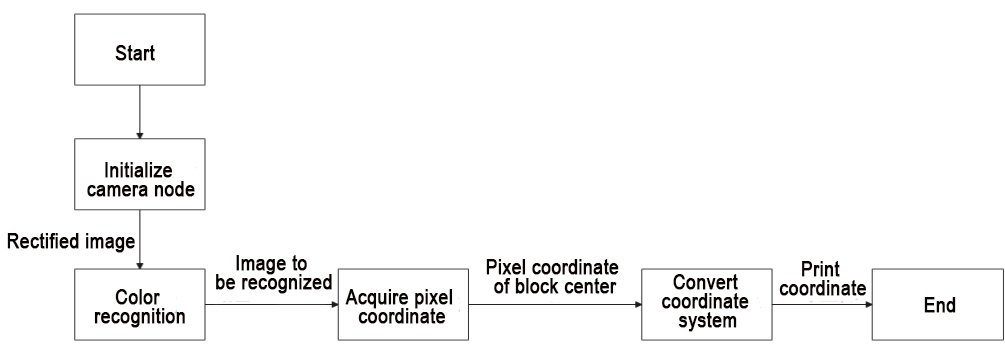 Start
Initialize
camera node
Rectified image
Color
recognition
Image to
be recognized
Acquire pixel
coordinate
Pixel coordinate
of block center
Convert
coordinate
system
Print
coordinate
End